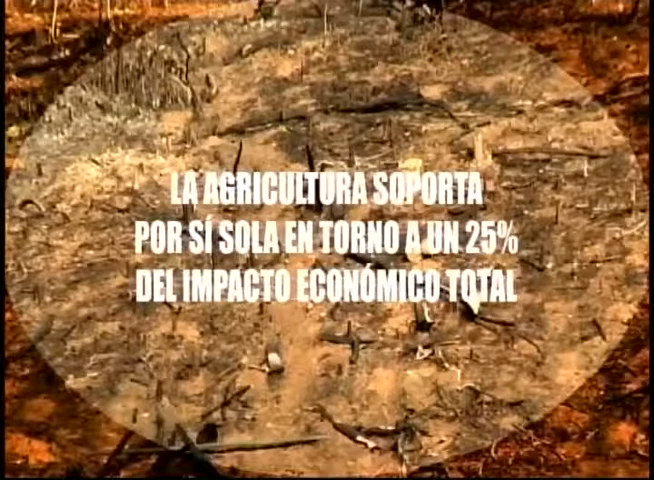 LA AGRICULTURA SOPORTA
POR SÍ SOLA EN TORNO A UN 25%
DEL IMPACTO ECONÓMICO TOTAL